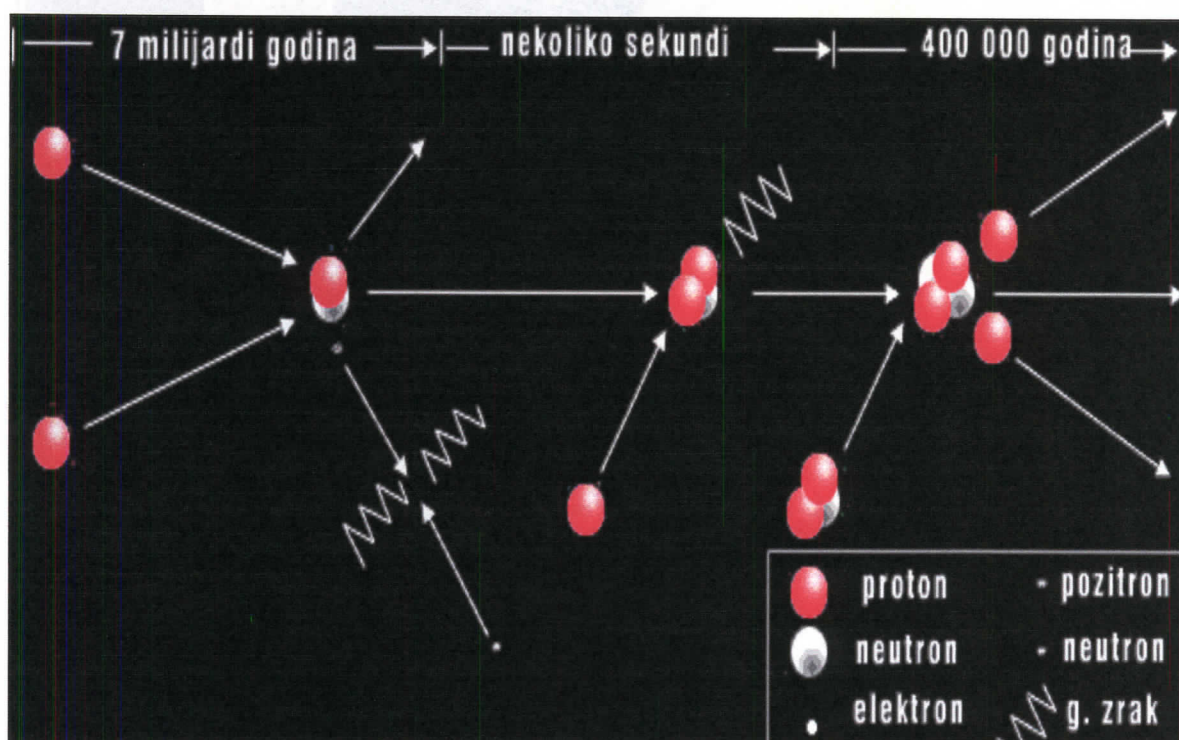 7 milijardi godina nekoliko sekundi 400 000 godina
proton - pozitron
neutron - neutron
elektron g. zrak